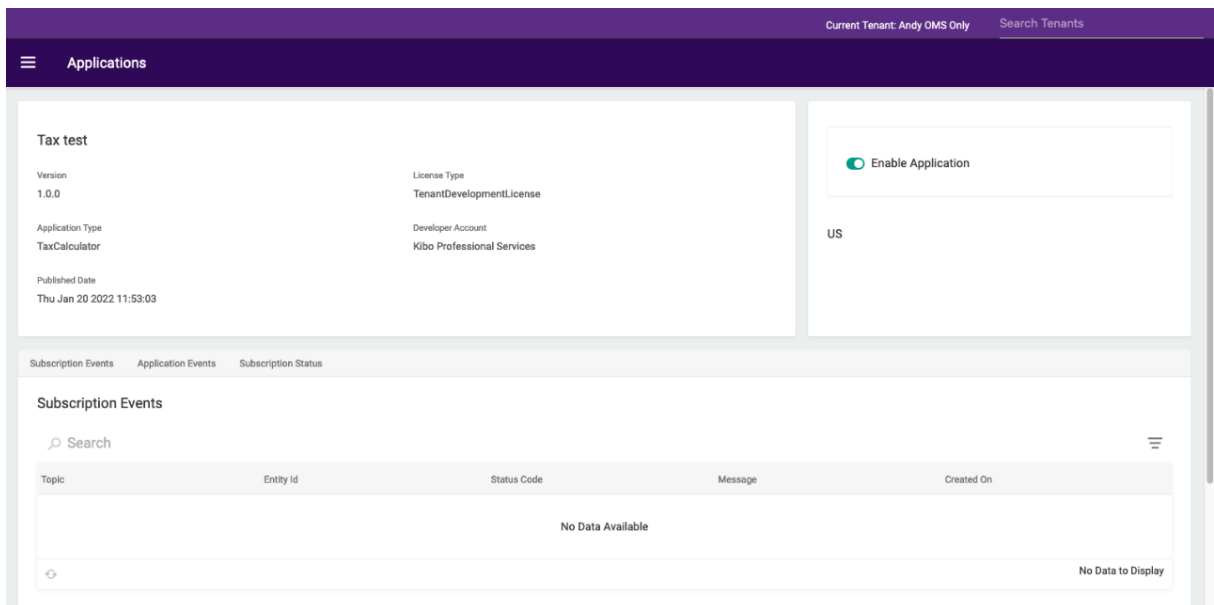 Current Tenant: Andy OMS Only
Search Tenants
Applications
Tax test
Version
1.0.0
License Type
TenantDevelopmentLicense
Application Type
TaxCalculator
Developer Account
Kibo Professional Services
Published Date
Thu Jan 20 2022 11:53:03
Enable Application
US
Subscription Events
Application Events
Subscription Status
Subscription Events
Search
Topic
Entity Id
Status Code
Message
Created On
No Data Available
No Data to Display